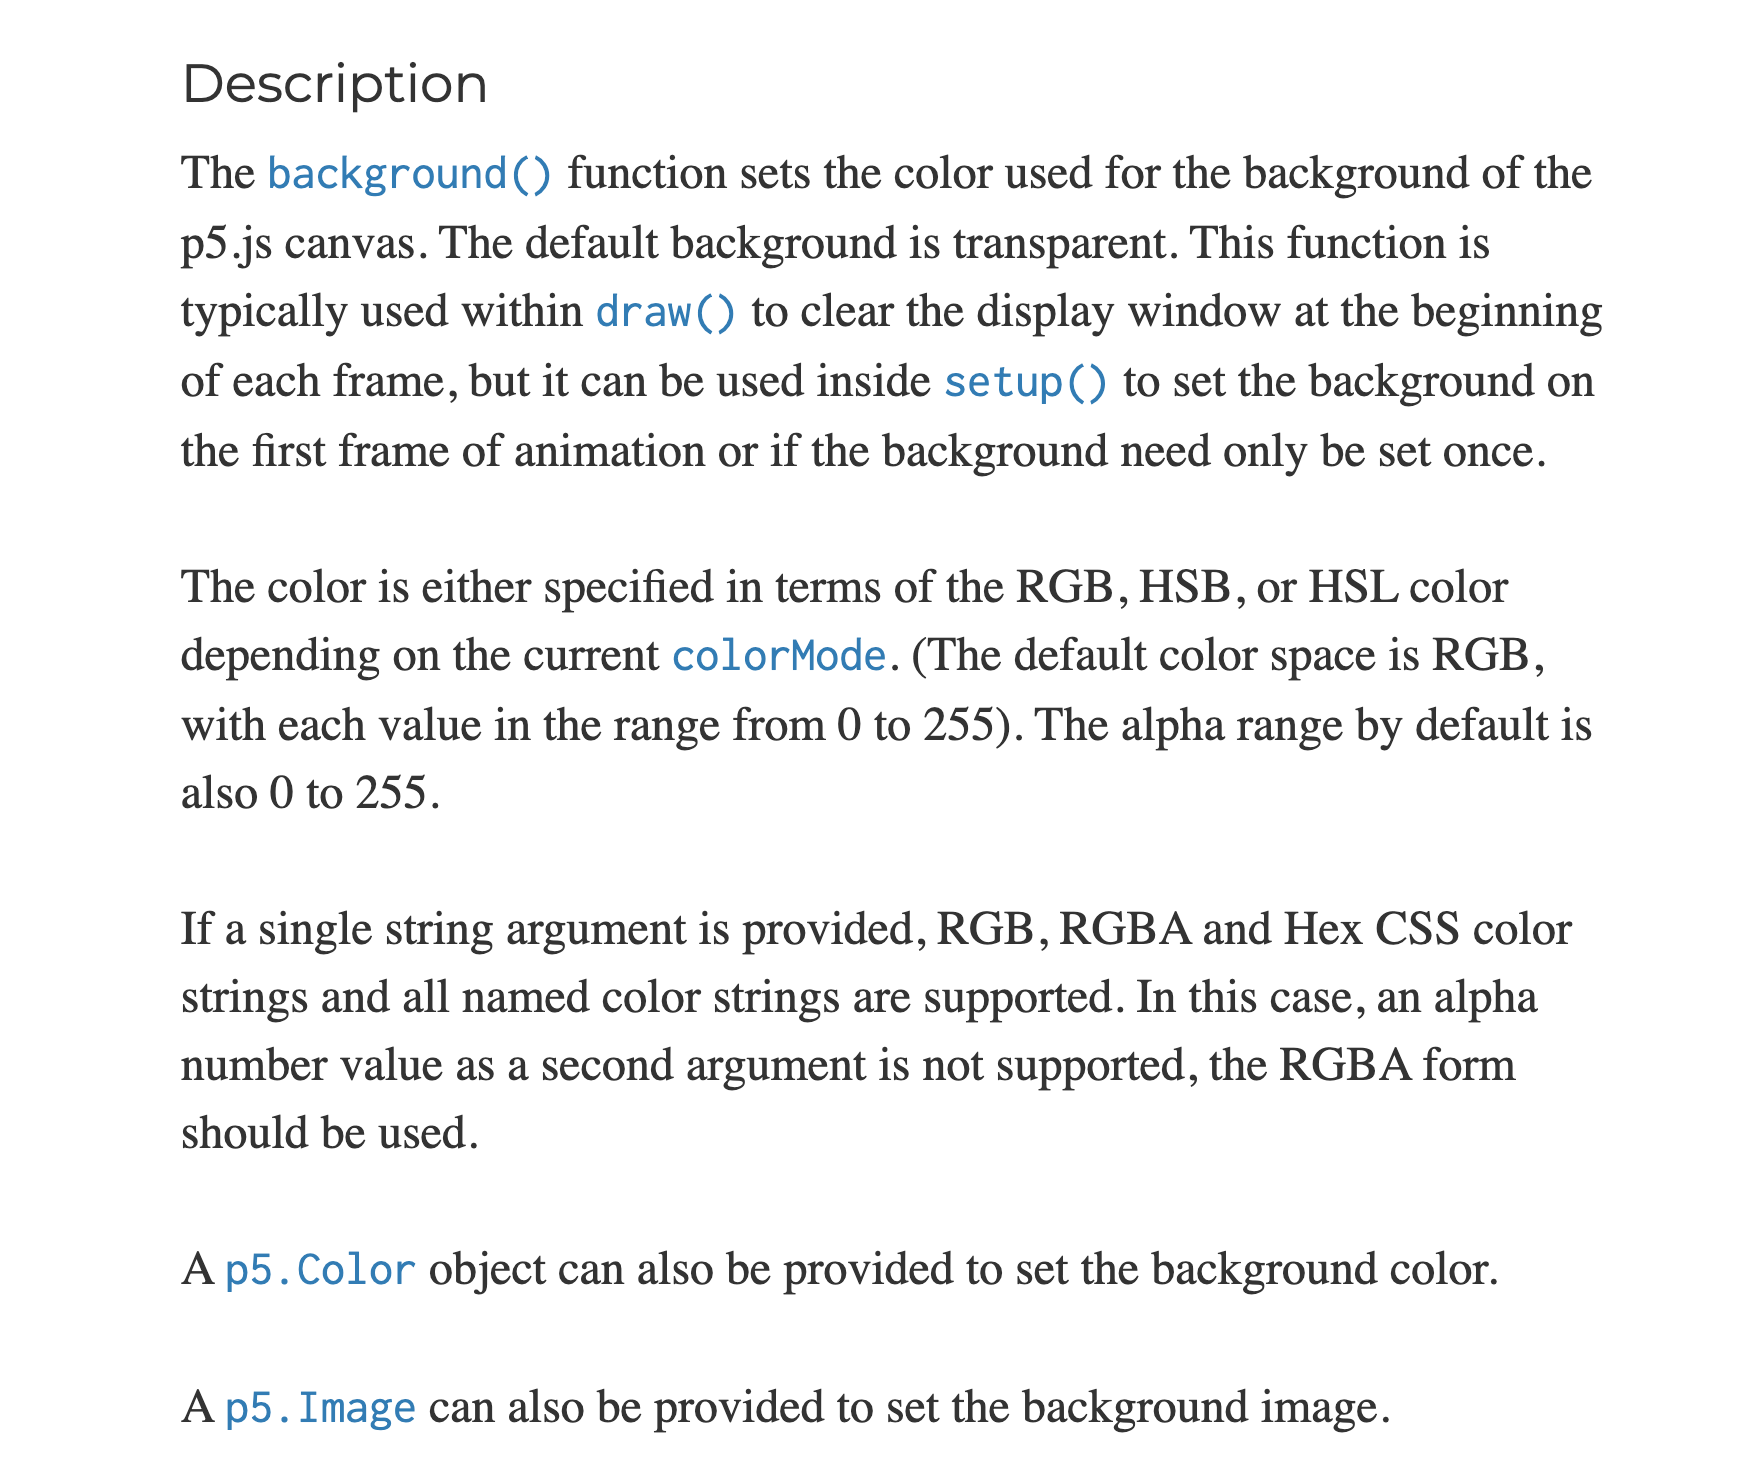 Description
The background() function sets the color used for the background of the
p5.js canvas. The default background is transparent. This function is
typically used within draw() to clear the display window at the beginning
of each frame, but it can be used inside setup() to set the background on
the first frame of animation or if the background need only be set once.
The color is either specified in terms of the RGB, HSB, or HSL color
depending on the current colorMode. (The default color space is RGB,
with each value in the range from 0 to 255). The alpha range by default is
also 0 to 255.
If a single string argument is provided, RGB, RGBA and Hex CSS color
strings and all named color strings are supported. In this case, an alpha
number value as a second argument is not supported, the RGBA form
should be used.
A p5.Color object can also be provided to set the background color.
A p5.Image can also be provided to set the background image.